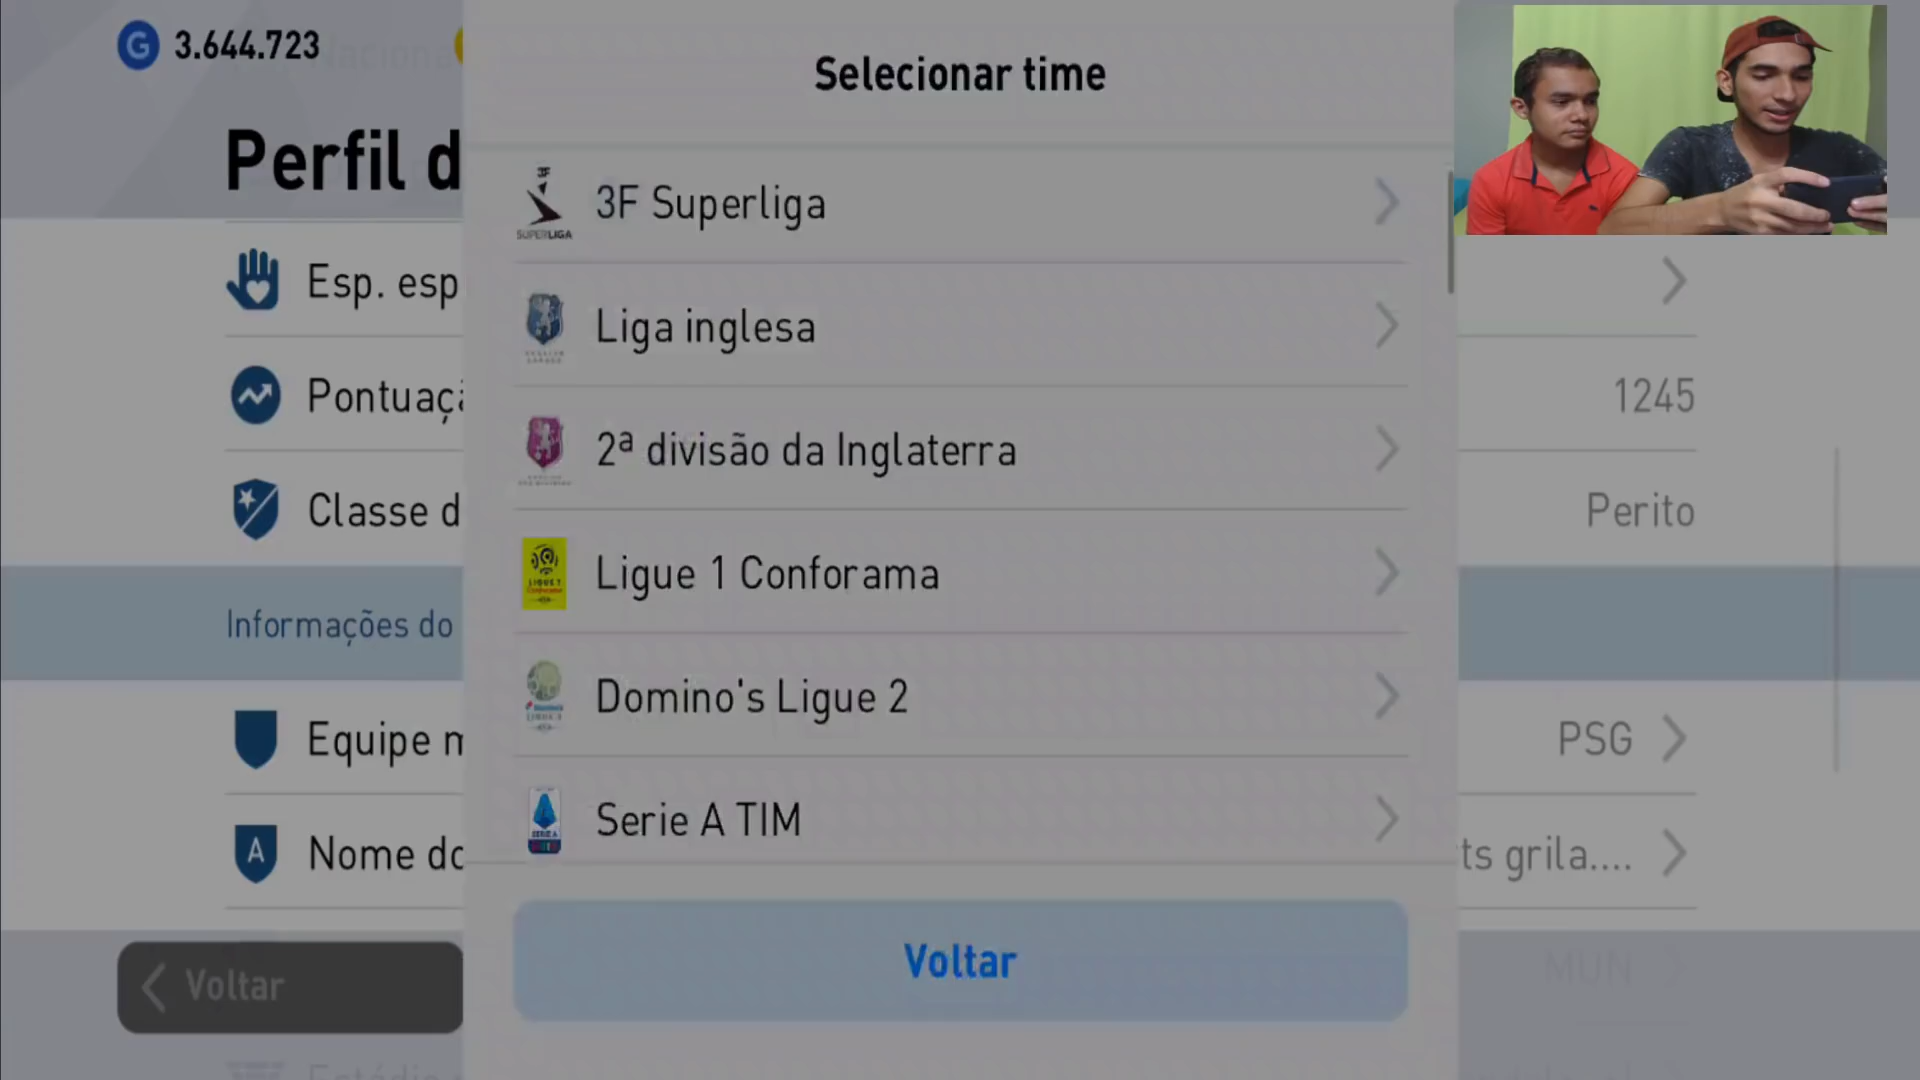 3.644.723
Selecionar time
Perfil d
3F Superliga
SUPERLIGA
Esp. esp
Liga inglesa
Pontuaçã
1245
2ª divisão da Inglaterra
Classe d
Perito
Ligue 1 Conforama
Informações do
Domino's Ligue 2
Equipe m
PSG
Serie A TIM
Nome do
ts grila....
Voltar
Voltar
MUN